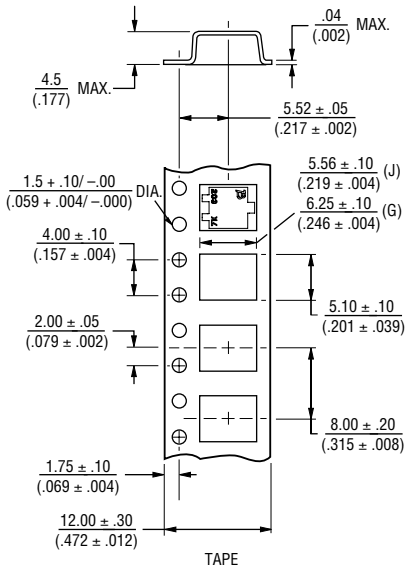 .04
(.002)
MAX.
4.5
(.177)
MAX.
5.52 ± .05
(.217 ± .002)
1.5 + .10/ –.00
(.059 + .004/ –.000)
DIA.
5.56 ± .10
(.219 ± .004)
(J)
6.25 ± .10
(.246 ± .004)
(G)
203
7K
4.00 ± .10
(.157 ± .004)
5.10 ± .10
(.201 ± .039)
2.00 ± .05
(.079 ± .002)
8.00 ± .20
(.315 ± .008)
1.75 ± .10
(.069 ± .004)
12.00 ± .30
(.472 ± .012)
TAPE